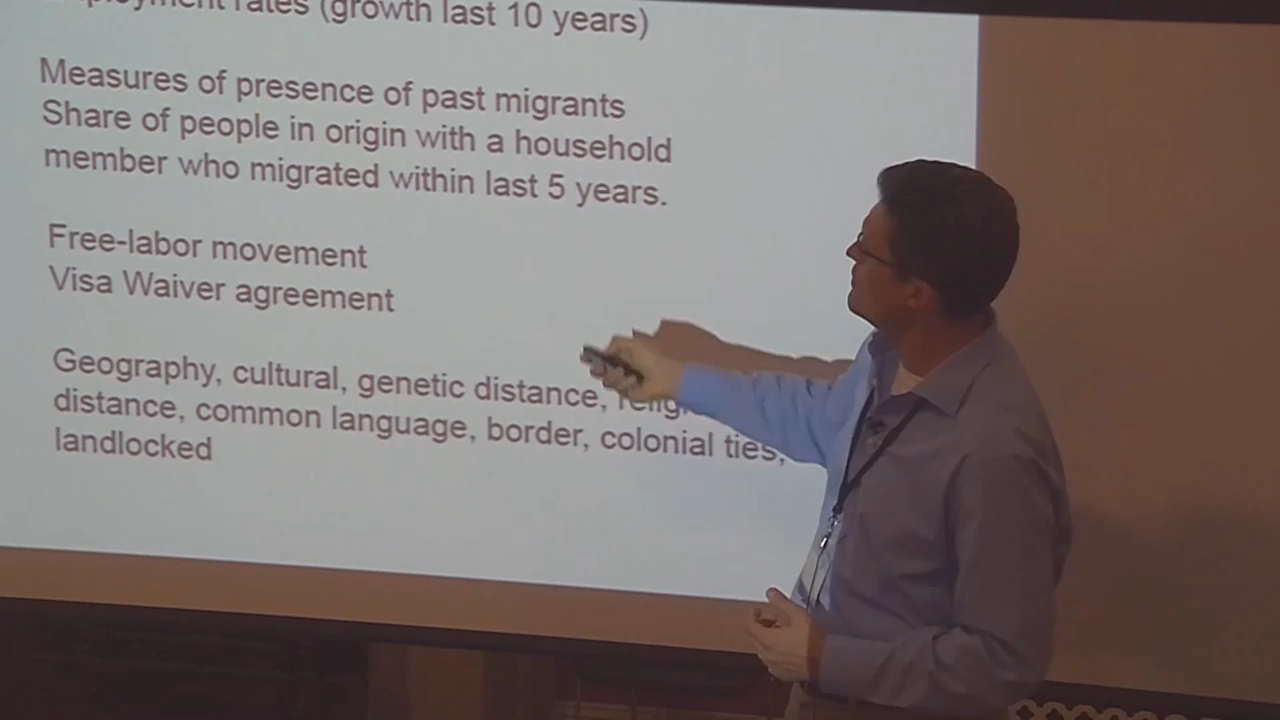 rates (growth last 10 years)
Measures of presence of past migrants
Share of people in origin with a household
member who migrated within last 5 years.
Free-labor movement
Visa Waiver agreement
Geography, cultural, genetic distance,
distance, common language, border, colonial ties,
landlocked